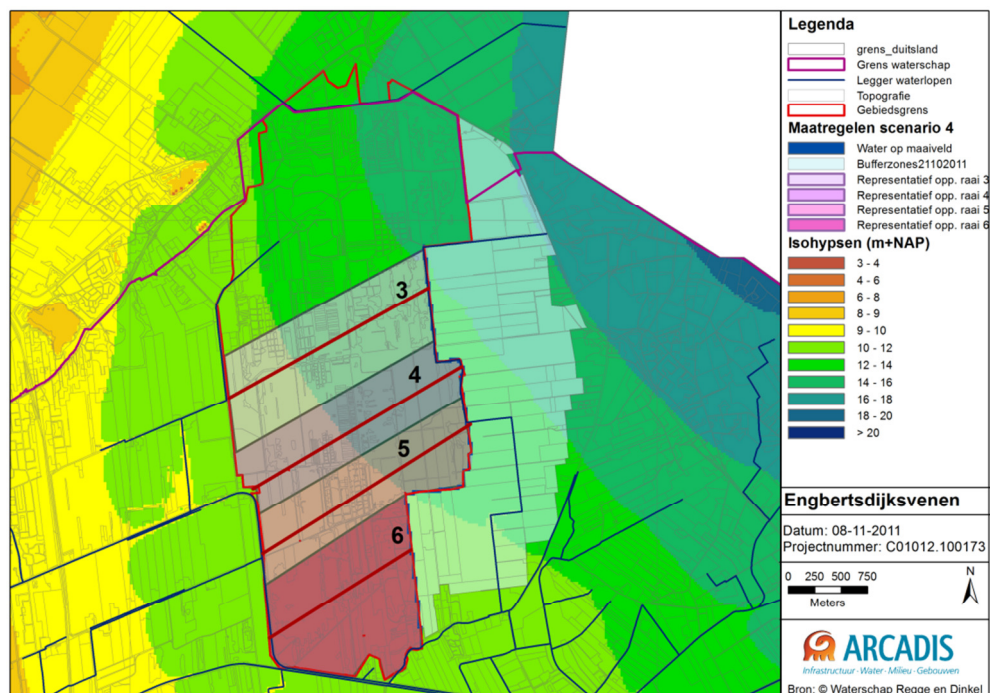 3
4
5
6
Legenda
grens_duitsland
Grens waterschap
Legger waterlopen
Topografie
Gebiedsgrens
Maatregelen scenario 4
Water op maaiveld
Bufferzones21102011
Representatief opp. raai 3
Representatief opp. raai 4
Representatief opp. raai 5
Representatief opp. raai 6
Isohypsen (m+NAP)
3 - 4
4 - 6
6 - 8
8 - 9
9 - 10
10 - 12
12 - 14
14 - 16
16 - 18
18 - 20
> 20
Engbertsdijksvenen
Datum: 08-11-2011
Projectnummer: C01012.100173
0 250 500 750
Meters
N
ARCADIS
Infrastructuur · Water · Milieu · Gebouwen
Bron: © Waterschap Regge en Dinkel